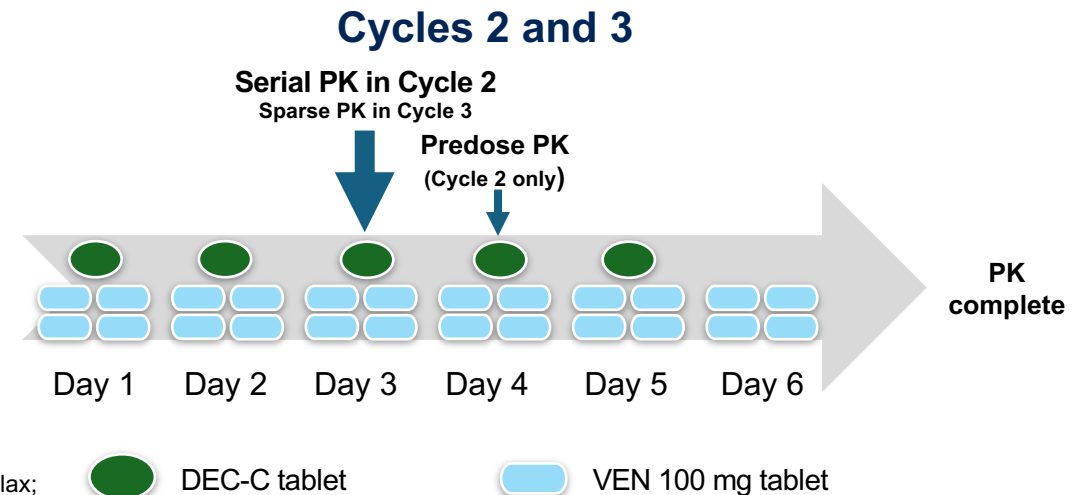 Cycles 2 and 3
Serial PK in Cycle 2
Sparse PK in Cycle 3
Predose PK
(Cycle 2 only)
PK
complete
Day 1 Day 2 Day 3 Day 4 Day 5 Day 6
lax;
DEC-C tablet VEN 100 mg tablet